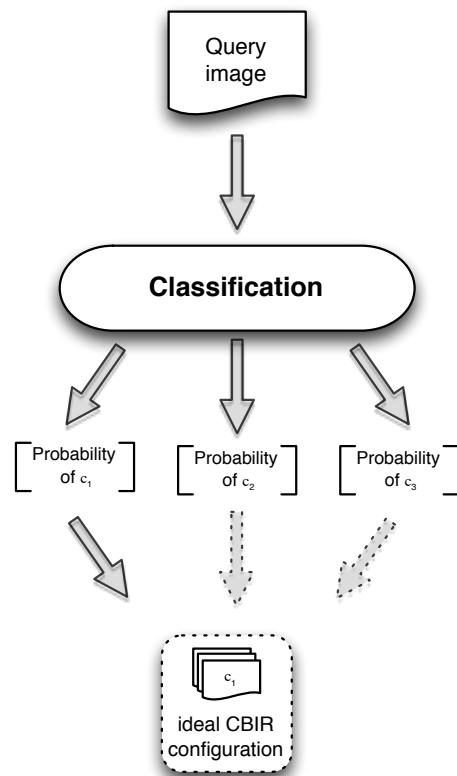 Query
image
Classification
Probability
of c₁
Probability
of c₂
Probability
of c₃
c₁
ideal CBIR
configuration